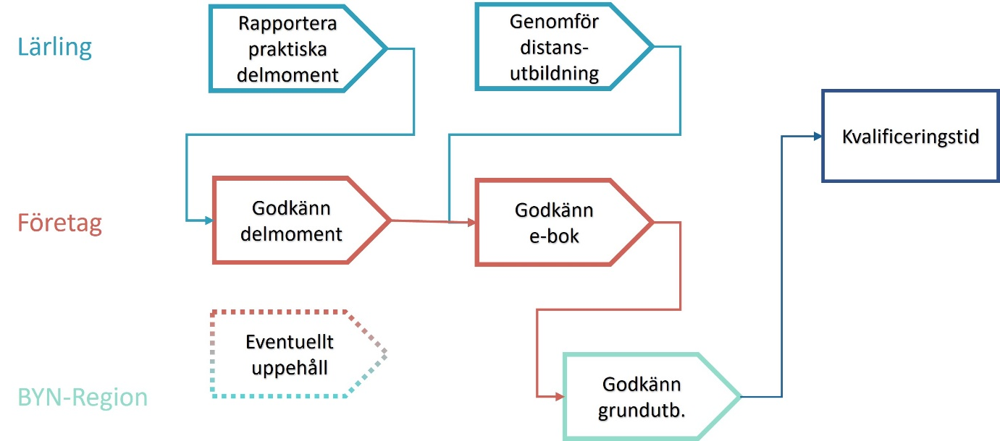 Lärling
Rapportera
praktiska
delmoment
Genomför
distans-
utbildning
Kvalificeringstid
Företag
Godkänn
delmoment
Godkänn
e-bok
Eventuellt
uppehåll
BYN-Region
Godkänn
grundutb.